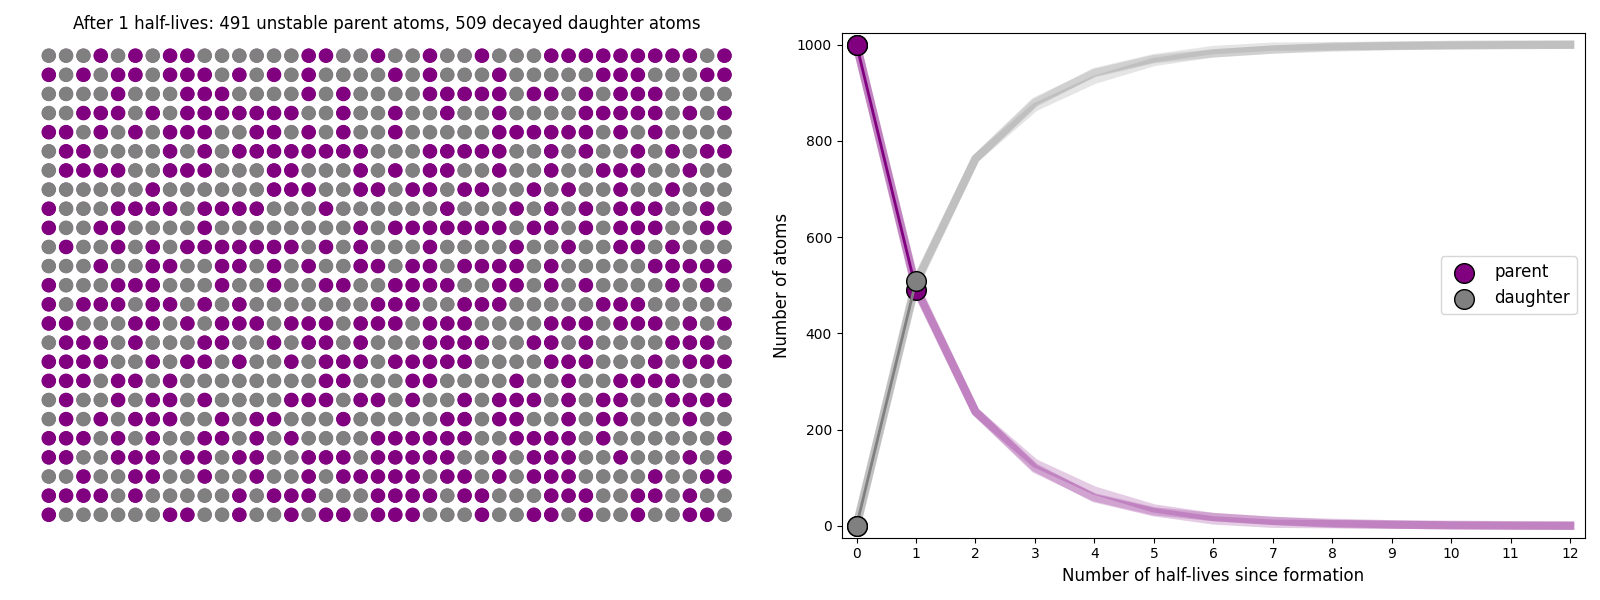 After 1 half-lives: 491 unstable parent atoms, 509 decayed daughter atoms
1000
800
600
400
200
0
Number of atoms
parent
daughter
0 1 2 3 4 5 6 7 8 9 10 11 12
Number of half-lives since formation